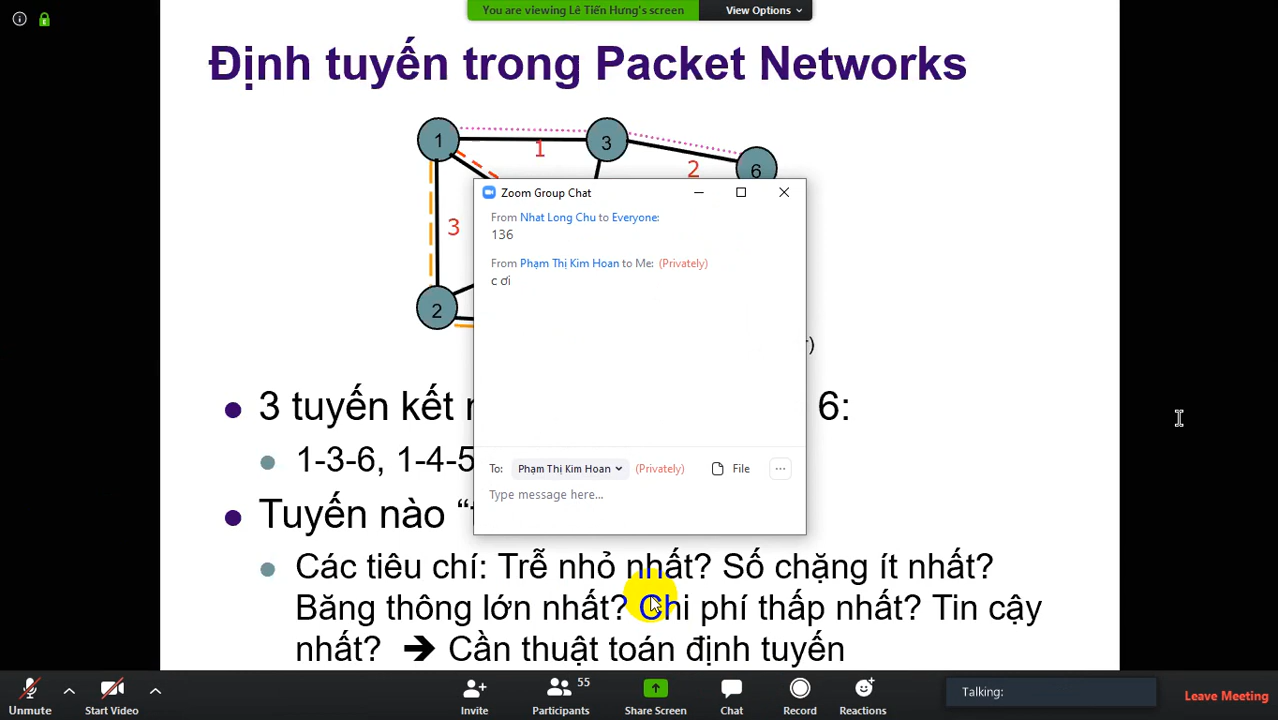 You are viewing Lê Tiến Hưng's screen
View Options
Định tuyến trong Packet Networks
1
3
1
2
6
3
2
Zoom Group Chat
From Nhat Long Chu to Everyone:
136
From Phạm Thị Kim Hoan to Me: (Privately)
c ơi
To: Phạm Thị Kim Hoan (Privately) File ...
Type message here...
3 tuyến kết 6:
1-3-6, 1-4-5
Tuyến nào “
Các tiêu chí: Trễ nhỏ nhất? Số chặng ít nhất?
Băng thông lớn nhất? Chi phí thấp nhất? Tin cậy
nhất? ➔ Cần thuật toán định tuyến
Unmute
Start Video
Invite
Participants 55
Share Screen
Chat
Record
Reactions
Talking:
Leave Meeting